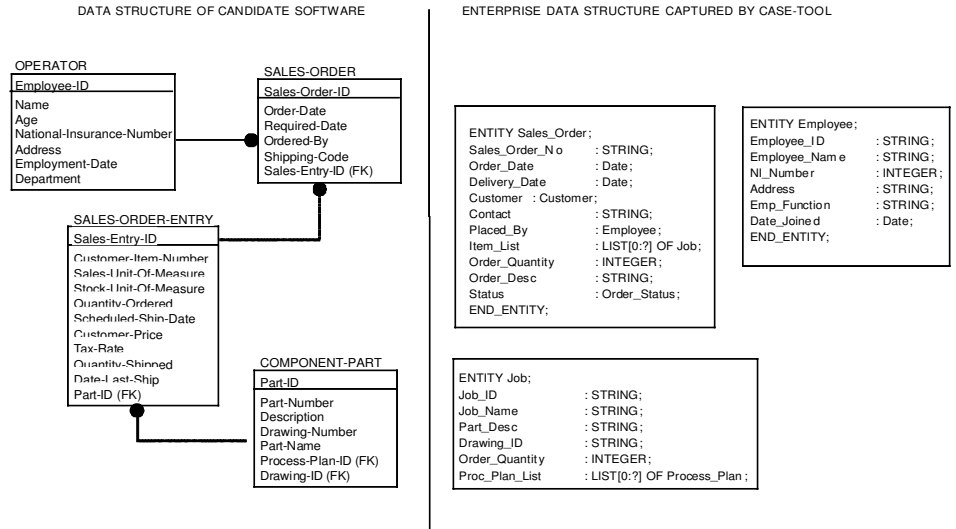 DATA STRUCTURE OF CANDIDATE SOFTWARE
OPERATOR
Employee-ID
Name
Age
National-Insurance-Number
Address
Employment-Date
Department
SALES-ORDER
Sales-Order-ID
Order-Date
Required-Date
Ordered-By
Shipping-Code
Sales-Entry-ID (FK)
SALES-ORDER-ENTRY
Sales-Entry-ID
Customer-Item-Number
Sales-Unit-Of-Measure
Stock-Unit-Of-Measure
Quantity-Ordered
Scheduled-Ship-Date
Customer-Price
Tax-Rate
Quantity-Shipped
Date-Last-Ship
Part-ID (FK)
COMPONENT-PART
Part-ID
Part-Number
Description
Drawing-Number
Part-Name
Process-Plan-ID (FK)
Drawing-ID (FK)
ENTERPRISE DATA STRUCTURE CAPTURED BY CASE-TOOL
ENTITY Sales_Order;
Sales_Order_No : STRING;
Order_Date : Date;
Delivery_Date : Date;
Customer : Customer;
Contact : STRING;
Placed_By : Employee;
Item_List : LIST[0:?] OF Job;
Order_Quantity : INTEGER;
Order_Desc : STRING;
Status : Order_Status;
END_ENTITY;
ENTITY Employee;
Employee_ID : STRING;
Employee_Name : STRING;
NI_Number : INTEGER;
Address : STRING;
Emp_Function : STRING;
Date_Joined : Date;
END_ENTITY;
ENTITY Job;
Job_ID : STRING;
Job_Name : STRING;
Part_Desc : STRING;
Drawing_ID : STRING;
Order_Quantity : INTEGER;
Proc_Plan_List : LIST[0:?] OF Process_Plan;